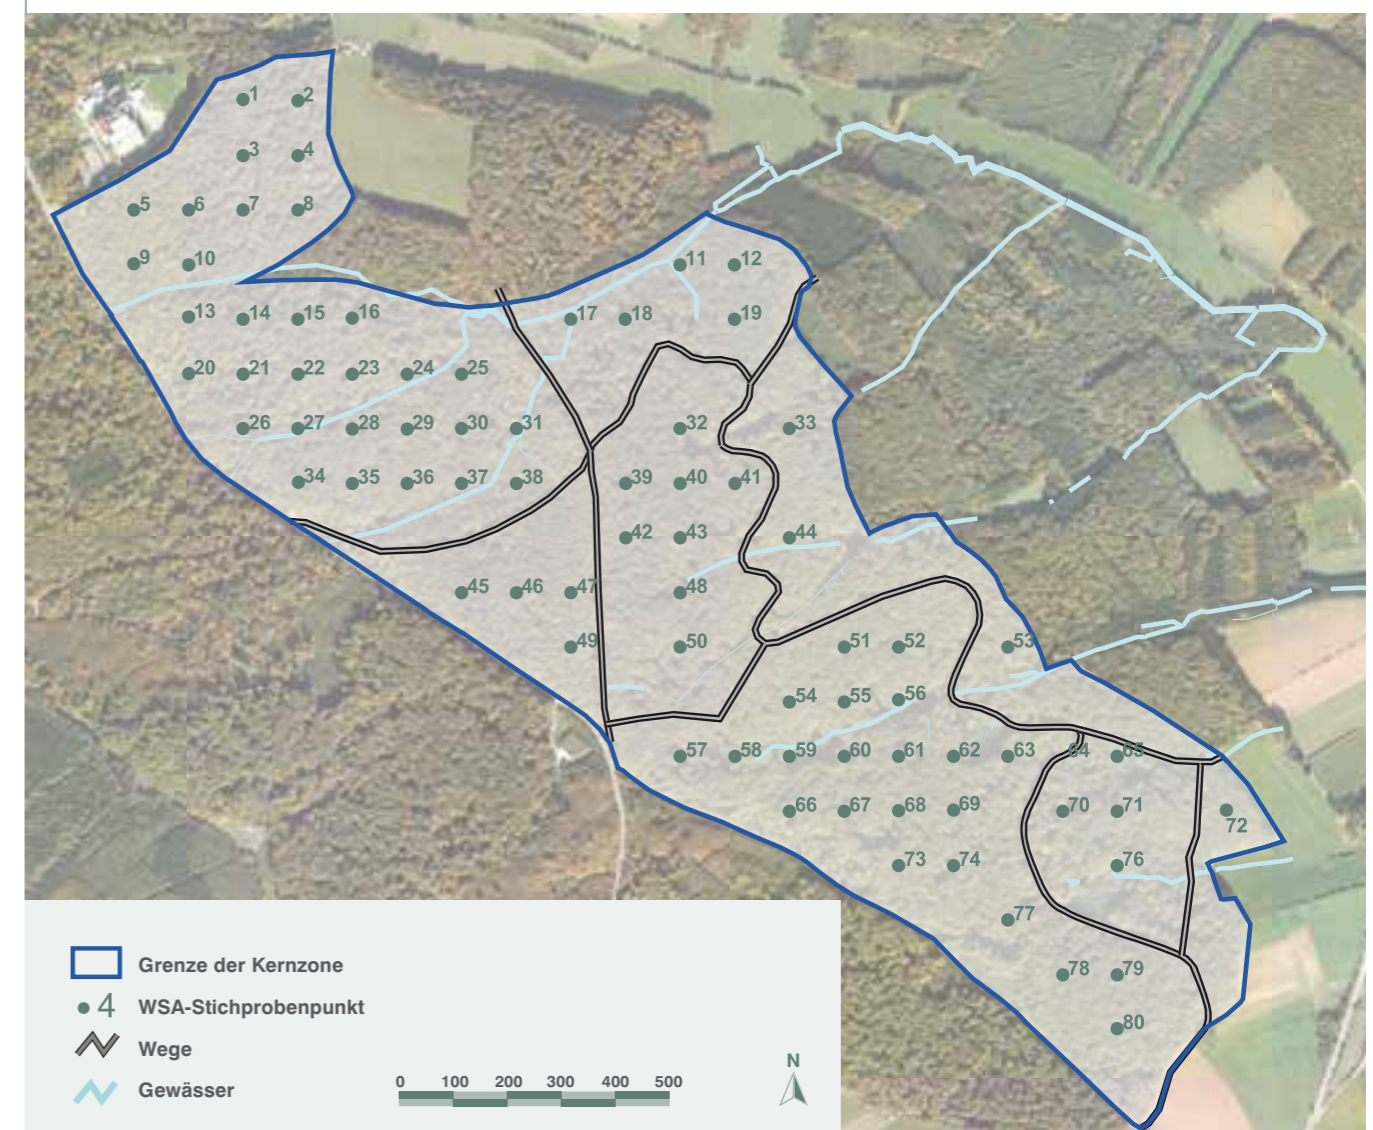 1 2
3 4
5 6 7 8
9 10 11 12
13 14 15 16 17 18 19
20 21 22 23 24 25
26 27 28 29 30 31 32 33
34 35 36 37 38 39 40 41
42 43 44
45 46 47 48
49 50 51 52 53
54 55 56
57 58 59 60 61 62 63 64 65
66 67 68 69 70 71 72
73 74 76
77
78 79
80
Grenze der Kernzone
4 WSA-Stichprobenpunkt
Wege
Gewässer
0 100 200 300 400 500
N